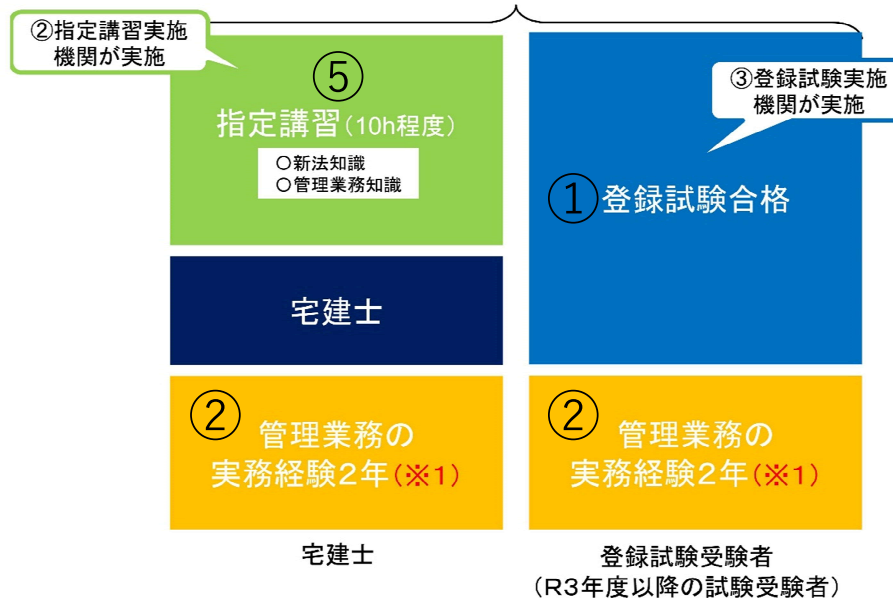 ②指定講習実施
機関が実施
⑤
指定講習(10h程度)
○新法知識
○管理業務知識
③登録試験実施
機関が実施
①登録試験合格
宅建士
②
管理業務の
実務経験2年(※1)
②
管理業務の
実務経験2年(※1)
宅建士
登録試験受験者
(R3年度以降の試験受験者)